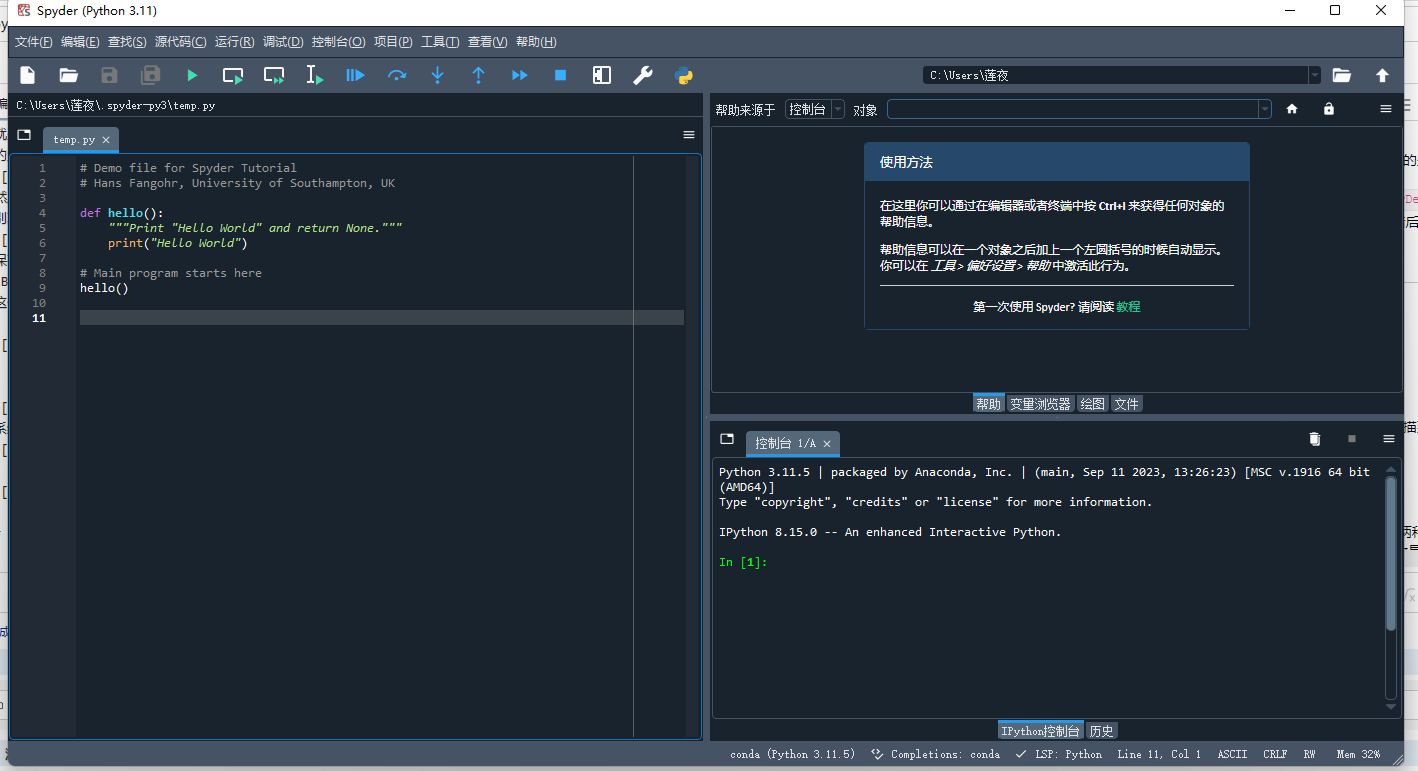 Spyder (Python 3.11)
文件(F) 编辑(E) 查找(S) 源代码(C) 运行(R) 调试(D) 控制台(O) 项目(P) 工具(T) 查看(V) 帮助(H)
C:\Users\莲夜
C:\Users\莲夜\.spyder-py3\temp.py
temp.py
1 # Demo file for Spyder Tutorial
2 # Hans Fangohr, University of Southampton, UK
3
4 def hello():
5     """Print "Hello World" and return None."""
6     print("Hello World")
7
8 # Main program starts here
9 hello()
10
11
帮助来源于 控制台 对象
使用方法
在这里你可以通过在编辑器或者终端中按 Ctrl+I 来获得任何对象的
帮助信息。
帮助信息可以在一个对象之后加上一个左圆括号的时候自动显示。
你可以在 工具 > 偏好设置 > 帮助 中激活此行为。
第一次使用 Spyder? 请阅读 教程
帮助 变量浏览器 绘图 文件
控制台 1/A
Python 3.11.5 | packaged by Anaconda, Inc. | (main, Sep 11 2023, 13:26:23) [MSC v.1916 64 bit
(AMD64)]
Type "copyright", "credits" or "license" for more information.
IPython 8.15.0 -- An enhanced Interactive Python.
In [1]:
IPython控制台 历史
conda (Python 3.11.5) Completions: conda LSP: Python Line 11, Col 1 ASCII CRLF RW Mem 32%